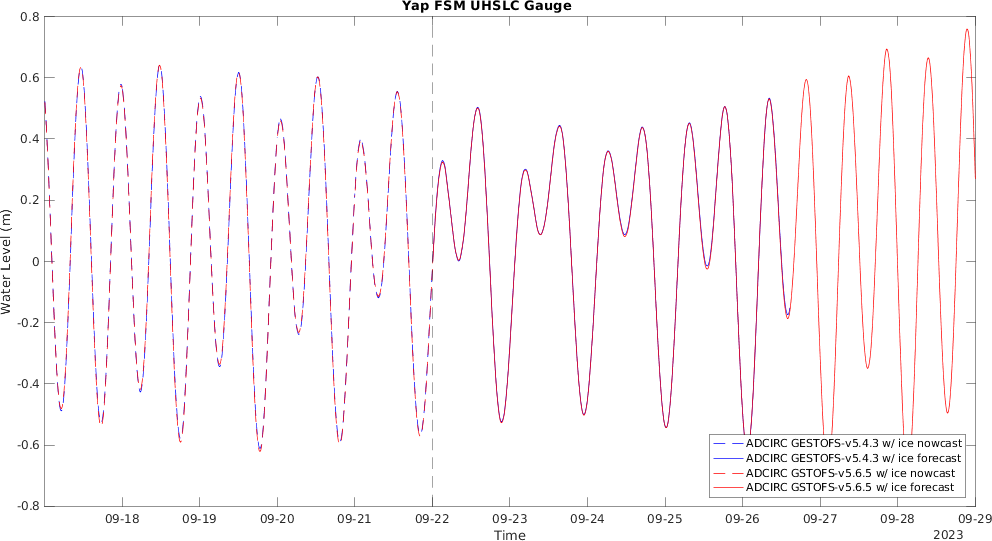 Yap FSM UHSLC Gauge
0.8
0.6
0.4
0.2
0
-0.2
-0.4
-0.6
-0.8
Water Level (m)
ADCIRC GESTOFS-v5.4.3 w/ ice nowcast
ADCIRC GESTOFS-v5.4.3 w/ ice forecast
ADCIRC GSTOFS-v5.6.5 w/ ice nowcast
ADCIRC GSTOFS-v5.6.5 w/ ice forecast
09-18 09-19 09-20 09-21 09-22 09-23 09-24 09-25 09-26 09-27 09-28 09-29
Time
2023